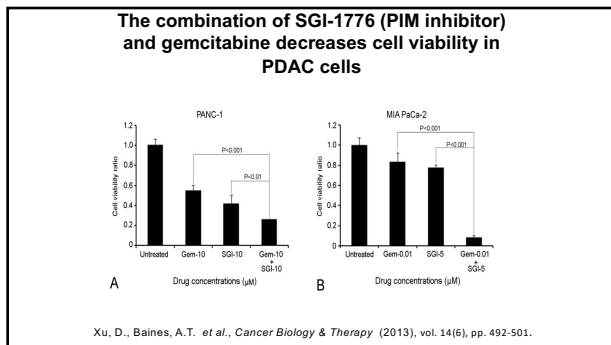 The combination of SGI-1776 (PIM inhibitor)
and gemcitabine decreases cell viability in
PDAC cells
PANC-1
Cell viability ratio
1.2
1.0
0.8
0.6
0.4
0.2
0
P<0.001
P<0.01
Untreated Gem-10 SGI-10 Gem-10
+
SGI-10
A
Drug concentrations (µM)
MIA PaCa-2
Cell viability ratio
1.2
1.0
0.8
0.6
0.4
0.2
0
P<0.001
P<0.001
Untreated Gem-0.01 SGI-5 Gem-0.01
+ SGI-5
B
Drug concentrations (µM)
Xu, D., Baines, A.T. et al., Cancer Biology & Therapy (2013), vol. 14(6), pp. 492-501.